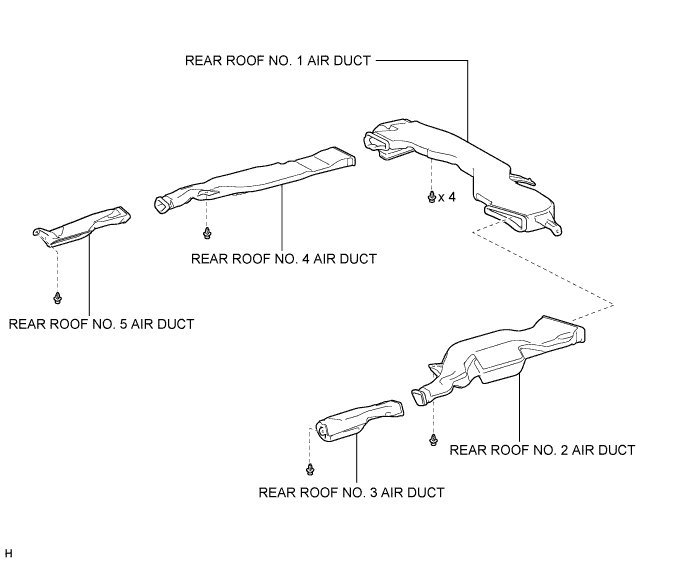 REAR ROOF NO. 1 AIR DUCT
x 4
REAR ROOF NO. 4 AIR DUCT
REAR ROOF NO. 5 AIR DUCT
REAR ROOF NO. 2 AIR DUCT
REAR ROOF NO. 3 AIR DUCT
H